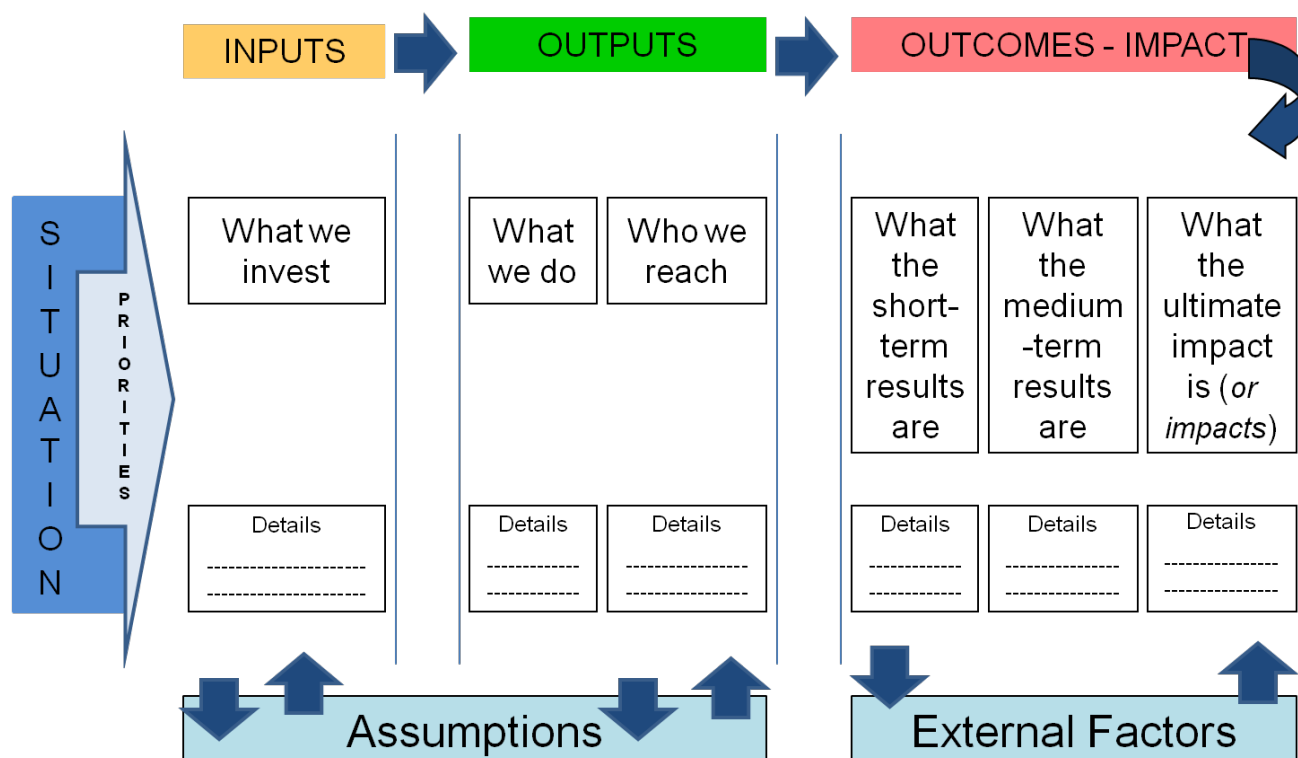 INPUTS
OUTPUTS
OUTCOMES - IMPACT
SITUATION
PRIORITIES
What we
invest
What
we do
Who we
reach
What
the
short-
term
results
are
What
the
medium
-term
results
are
What
the
ultimate
impact
is (or
impacts)
Details
Details
Details
Details
Details
Details
Assumptions
External Factors